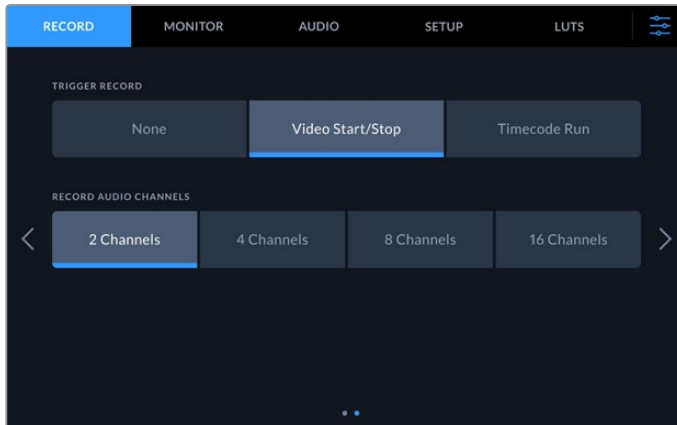 RECORD MONITOR AUDIO SETUP LUTS
TRIGGER RECORD
None Video Start/Stop Timecode Run
RECORD AUDIO CHANNELS
2 Channels 4 Channels 8 Channels 16 Channels